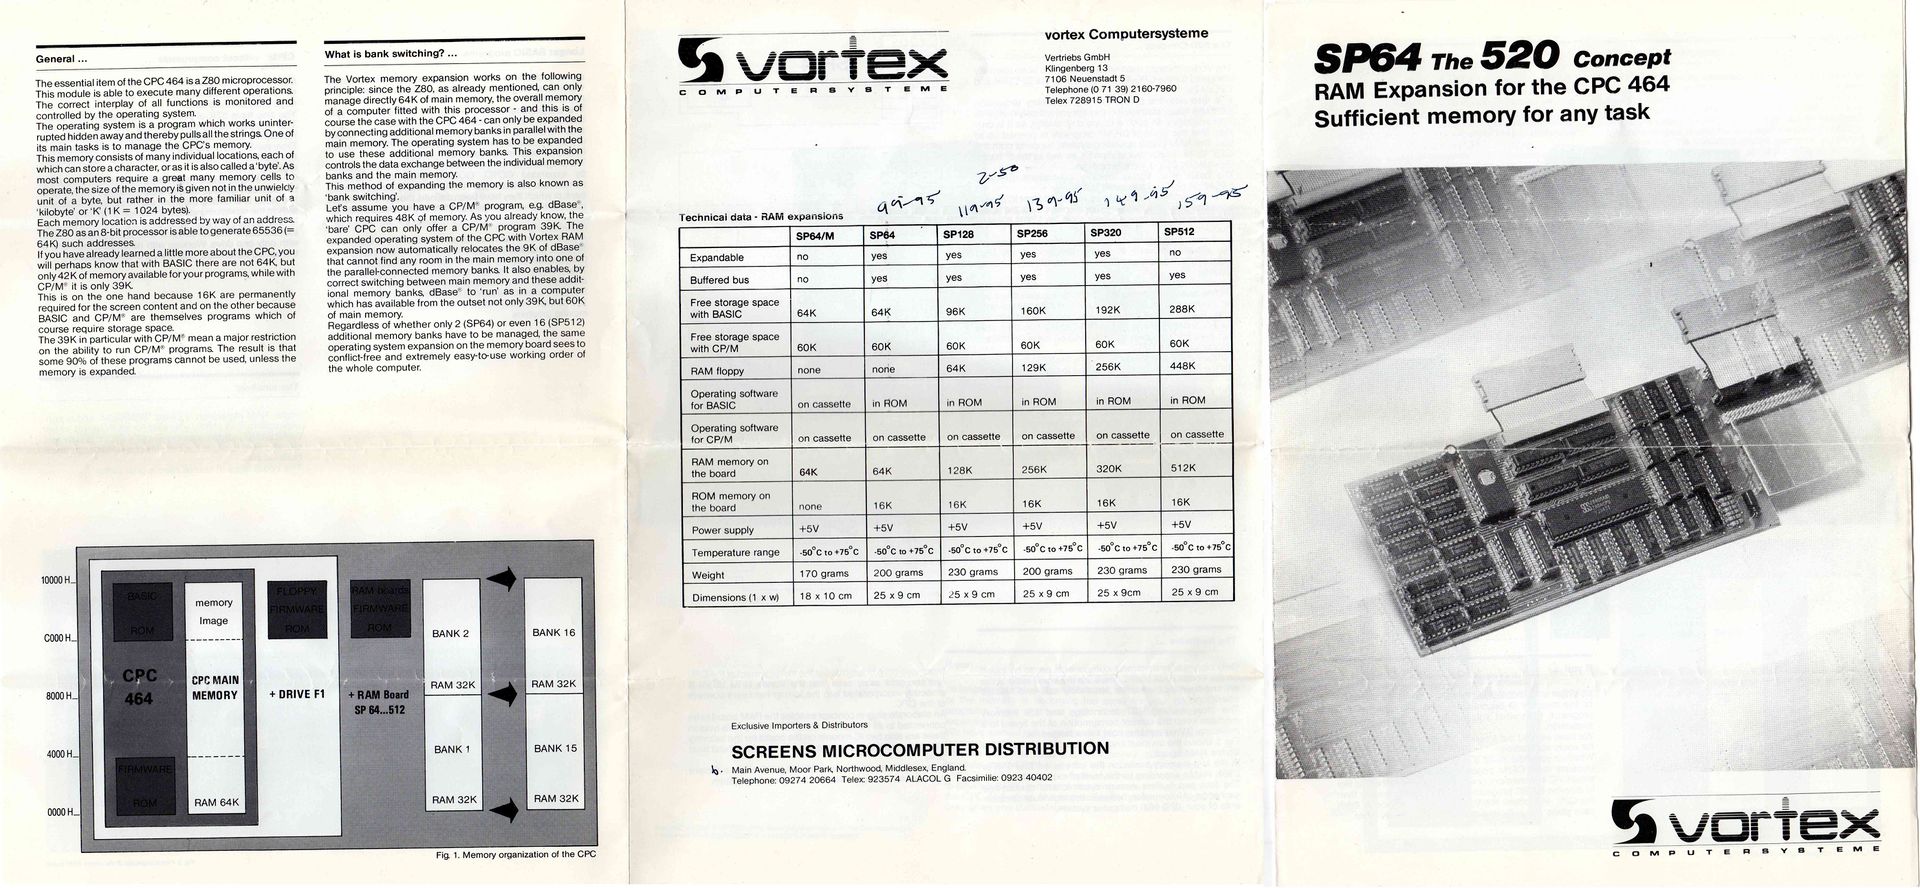 General ...
The essential item of the CPC 464 is a Z80 microprocessor.
This module is able to execute many different operations.
The correct interplay of all functions is monitored and
controlled by the operating system.
The operating system is a program which works uninter-
rupted hidden away and thereby pulls all the strings. One of
its main tasks is to manage the CPC's memory.
This memory consists of many individual locations, each of
which can store a character, or as it is also called a 'byte'. As
most computers require a great many memory cells to
operate, the size of the memory is given not in the unwieldy
unit of a byte, but rather in the more familiar unit of a
'kilobyte' or 'K' (1K = 1024 bytes).
Each memory location is addressed by way of an address.
The Z80 as an 8-bit processor is able to generate 65536 (=
64K) such addresses.
If you have already learned a little more about the CPC, you
will perhaps know that with BASIC there are not 64K, but
only 42K of memory available for your programs, while with
CP/M® it is only 39K.
This is on the one hand because 16K are permanently
required for the screen content and on the other because
BASIC and CP/M® are themselves programs which of
course require storage space.
The 39K in particular with CP/M® mean a major restriction
on the ability to run CP/M® programs. The result is that
some 90% of these programs cannot be used, unless the
memory is expanded.
What is bank switching? ...
The Vortex memory expansion works on the following
principle: since the Z80, as already mentioned, can only
manage directly 64K of main memory, the overall memory
of a computer fitted with this processor - and this is of
course the case with the CPC 464 - can only be expanded
by connecting additional memory banks in parallel with the
main memory. The operating system has to be expanded
to use these additional memory banks. This expansion
controls the data exchange between the individual memory
banks and the main memory.
This method of expanding the memory is also known as
'bank switching'.
Let's assume you have a CP/M® program, e.g. dBase®,
which requires 48K of memory. As you already know, the
'bare' CPC can only offer a CP/M® program 39K. The
expanded operating system of the CPC with Vortex RAM
expansion now automatically relocates the 9K of dBase®
that cannot find any room in the main memory into one of
the parallel-connected memory banks. It also enables, by
correct switching between main memory and these addit-
ional memory banks, dBase® to 'run' as in a computer
which has available from the outset not only 39K, but 60K
of main memory.
Regardless of whether only 2 (SP64) or even 16 (SP512)
additional memory banks have to be managed, the same
operating system expansion on the memory board sees to
conflict-free and extremely easy-to-use working order of
the whole computer.
10000 H
C000 H
8000 H
4000 H
0000 H
BASIC
ROM
CPC
464
FIRMWARE
ROM
memory
Image
CPC MAIN
MEMORY
RAM 64K
FLOPPY
FIRMWARE
ROM
+ DRIVE F1
RAM boards
FIRMWARE
ROM
+ RAM Board
SP 64...512
BANK 2
RAM 32K
BANK 1
RAM 32K
BANK 16
RAM 32K
BANK 15
RAM 32K
Fig. 1. Memory organization of the CPC
vortex
COMPUTERSYSTEME
vortex Computersysteme
Vertriebs GmbH
Klingenberg 13
7106 Neuenstadt 5
Telephone (0 71 39) 2160-7960
Telex 728915 TRON D
2-50
99-95 119-95 139-95 149-95 159-95
Technical data - RAM expansions
SP64/M SP64 SP128 SP256 SP320 SP512
Expandable no yes yes yes yes no
Buffered bus no yes yes yes yes yes
Free storage space
with BASIC 64K 64K 96K 160K 192K 288K
Free storage space
with CP/M 60K 60K 60K 60K 60K 60K
RAM floppy none none 64K 129K 256K 448K
Operating software
for BASIC on cassette in ROM in ROM in ROM in ROM in ROM
Operating software
for CP/M on cassette on cassette on cassette on cassette on cassette on cassette
RAM memory on
the board 64K 64K 128K 256K 320K 512K
ROM memory on
the board none 16K 16K 16K 16K 16K
Power supply +5V +5V +5V +5V +5V +5V
Temperature range -50°C to +75°C -50°C to +75°C -50°C to +75°C -50°C to +75°C -50°C to +75°C -50°C to +75°C
Weight 170 grams 200 grams 230 grams 200 grams 230 grams 230 grams
Dimensions (1 x w) 18 x 10 cm 25 x 9 cm 25 x 9 cm 25 x 9 cm 25 x 9cm 25 x 9 cm
Exclusive Importers & Distributors
SCREENS MICROCOMPUTER DISTRIBUTION
6. Main Avenue, Moor Park, Northwood, Middlesex, England.
Telephone: 09274 20664 Telex: 923574 ALACOL G Facsimilie: 0923 40402
SP64 The 520 Concept
RAM Expansion for the CPC 464
Sufficient memory for any task
vortex
COMPUTERSYSTEME